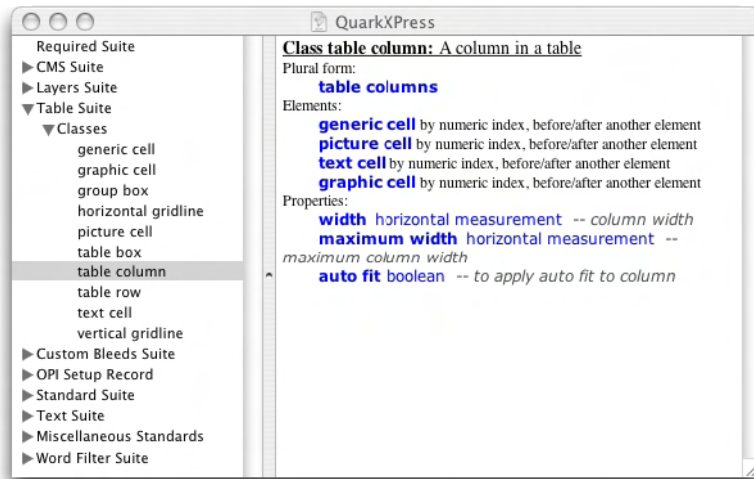 QuarkXPress
Required Suite
CMS Suite
Layers Suite
Table Suite
Classes
generic cell
graphic cell
group box
horizontal gridline
picture cell
table box
table column
table row
text cell
vertical gridline
Custom Bleeds Suite
OPI Setup Record
Standard Suite
Text Suite
Miscellaneous Standards
Word Filter Suite
Class table column: A column in a table
Plural form:
table columns
Elements:
generic cell by numeric index, before/after another element
picture cell by numeric index, before/after another element
text cell by numeric index, before/after another element
graphic cell by numeric index, before/after another element
Properties:
width horizontal measurement -- column width
maximum width horizontal measurement --
maximum column width
auto fit boolean -- to apply auto fit to column